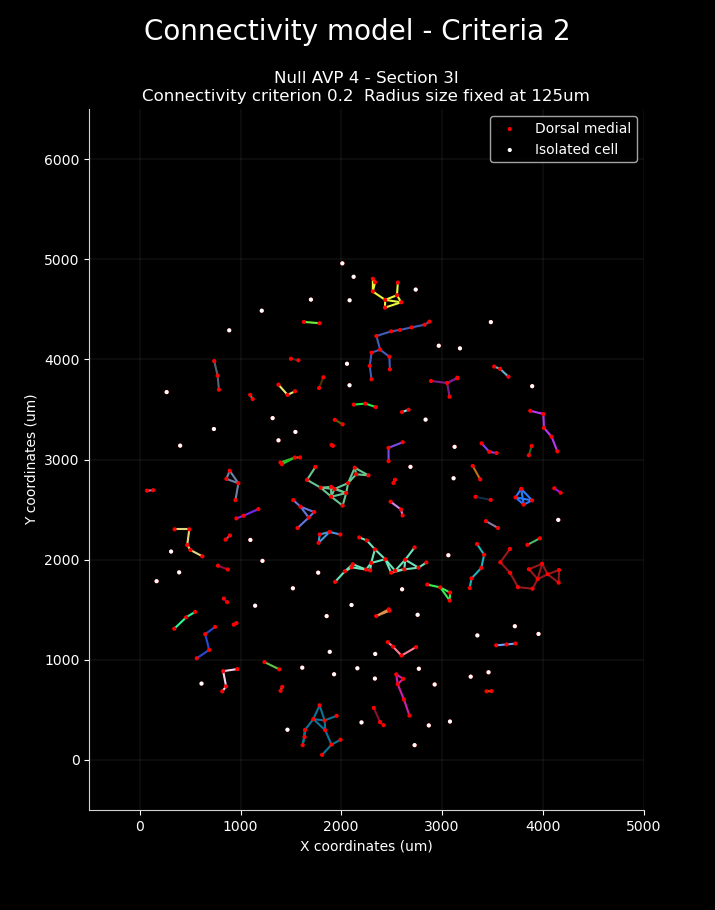 Connectivity model - Criteria 2
Null AVP 4 - Section 3l
Connectivity criterion 0.2  Radius size fixed at 125um
Dorsal medial
Isolated cell
6000
5000
4000
3000
2000
1000
0
Y coordinates (um)
0
1000
2000
3000
4000
5000
X coordinates (um)